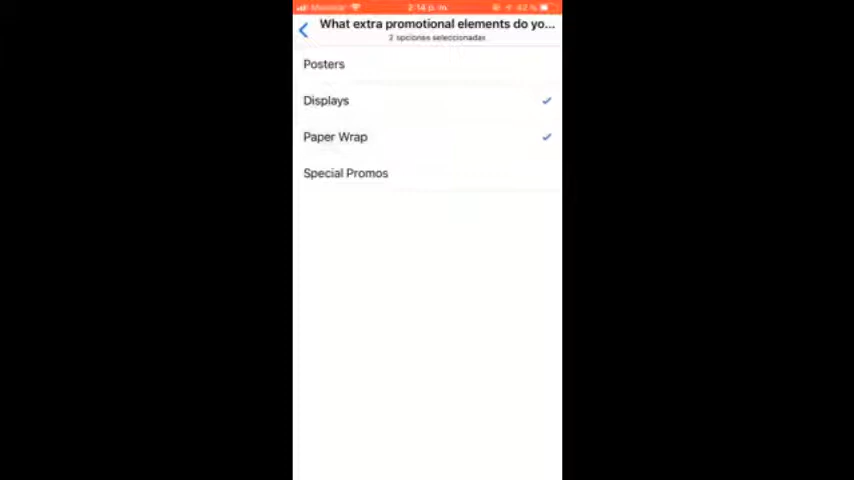 2:14 p. m.
What extra promotional elements do yo...
2 opciones seleccionadas
Posters
Displays
Paper Wrap
Special Promos